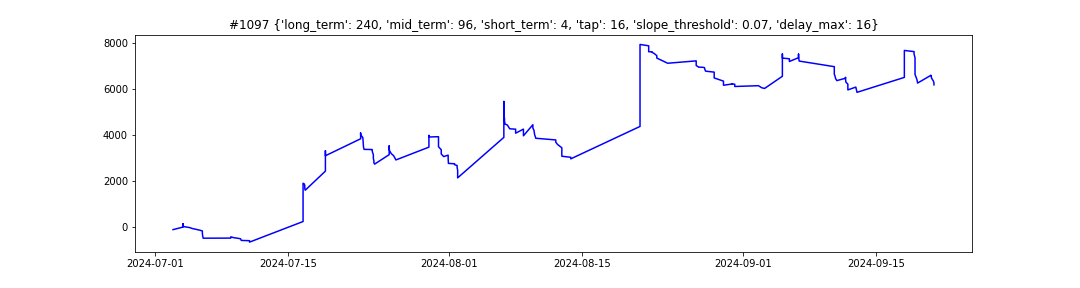 #1097 {'long_term': 240, 'mid_term': 96, 'short_term': 4, 'tap': 16, 'slope_threshold': 0.07, 'delay_max': 16}
8000
6000
4000
2000
0
2024-07-01 2024-07-15 2024-08-01 2024-08-15 2024-09-01 2024-09-15